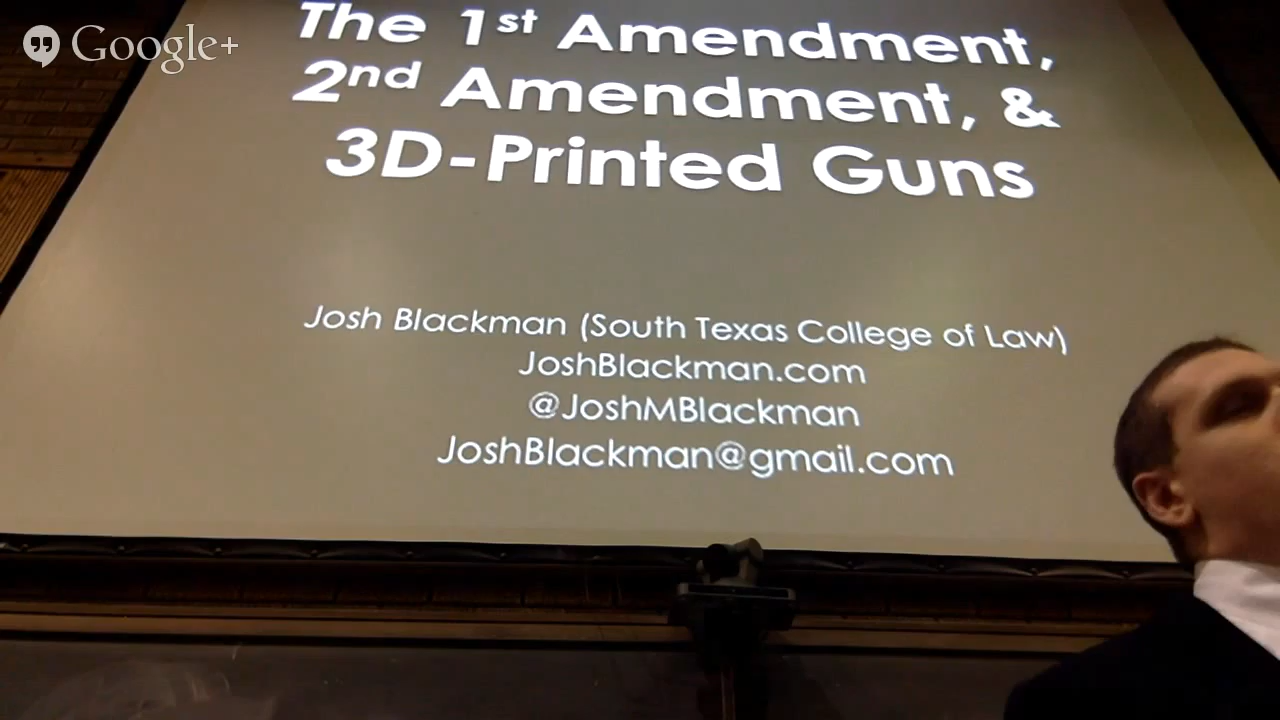 Google+
The 1st Amendment,
2nd Amendment, &
3D-Printed Guns
Josh Blackman (South Texas College of Law)
JoshBlackman.com
@JoshMBlackman
JoshBlackman@gmail.com